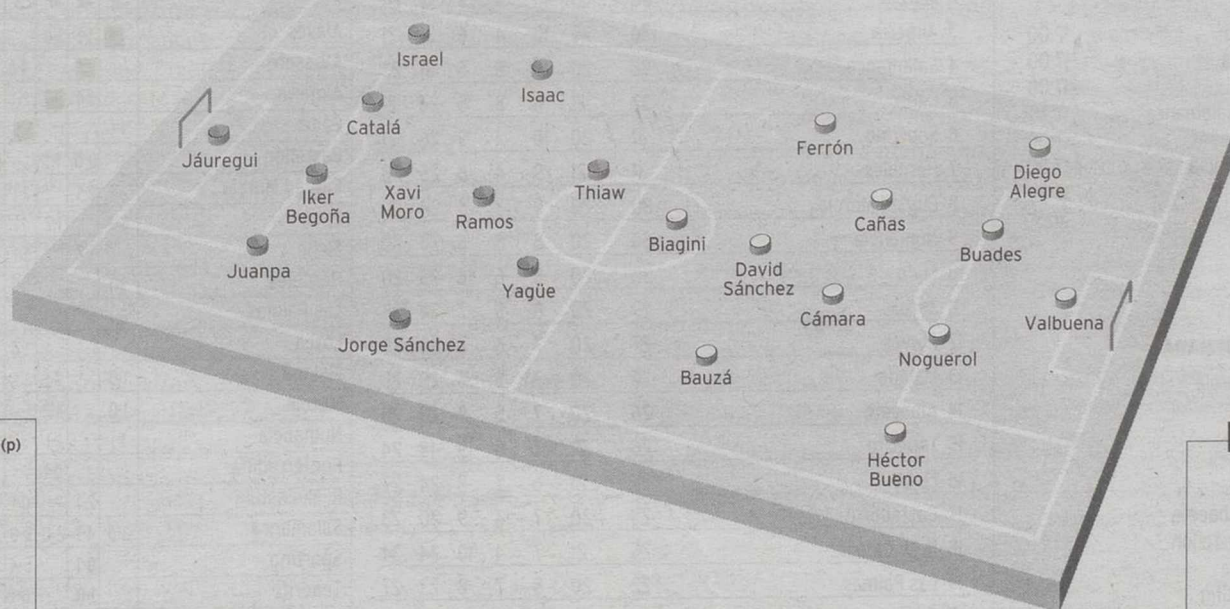 Israel
Isaac
Catalá
Jáuregui
Iker
Begoña
Xavi
Moro
Ramos
Thiaw
Juanpa
Yagüe
Jorge Sánchez
Ferrón
Diego
Alegre
Cañas
Biagini
Buades
David
Sánchez
Cámara
Valbuena
Noguerol
Bauzá
Héctor
Bueno
(p)